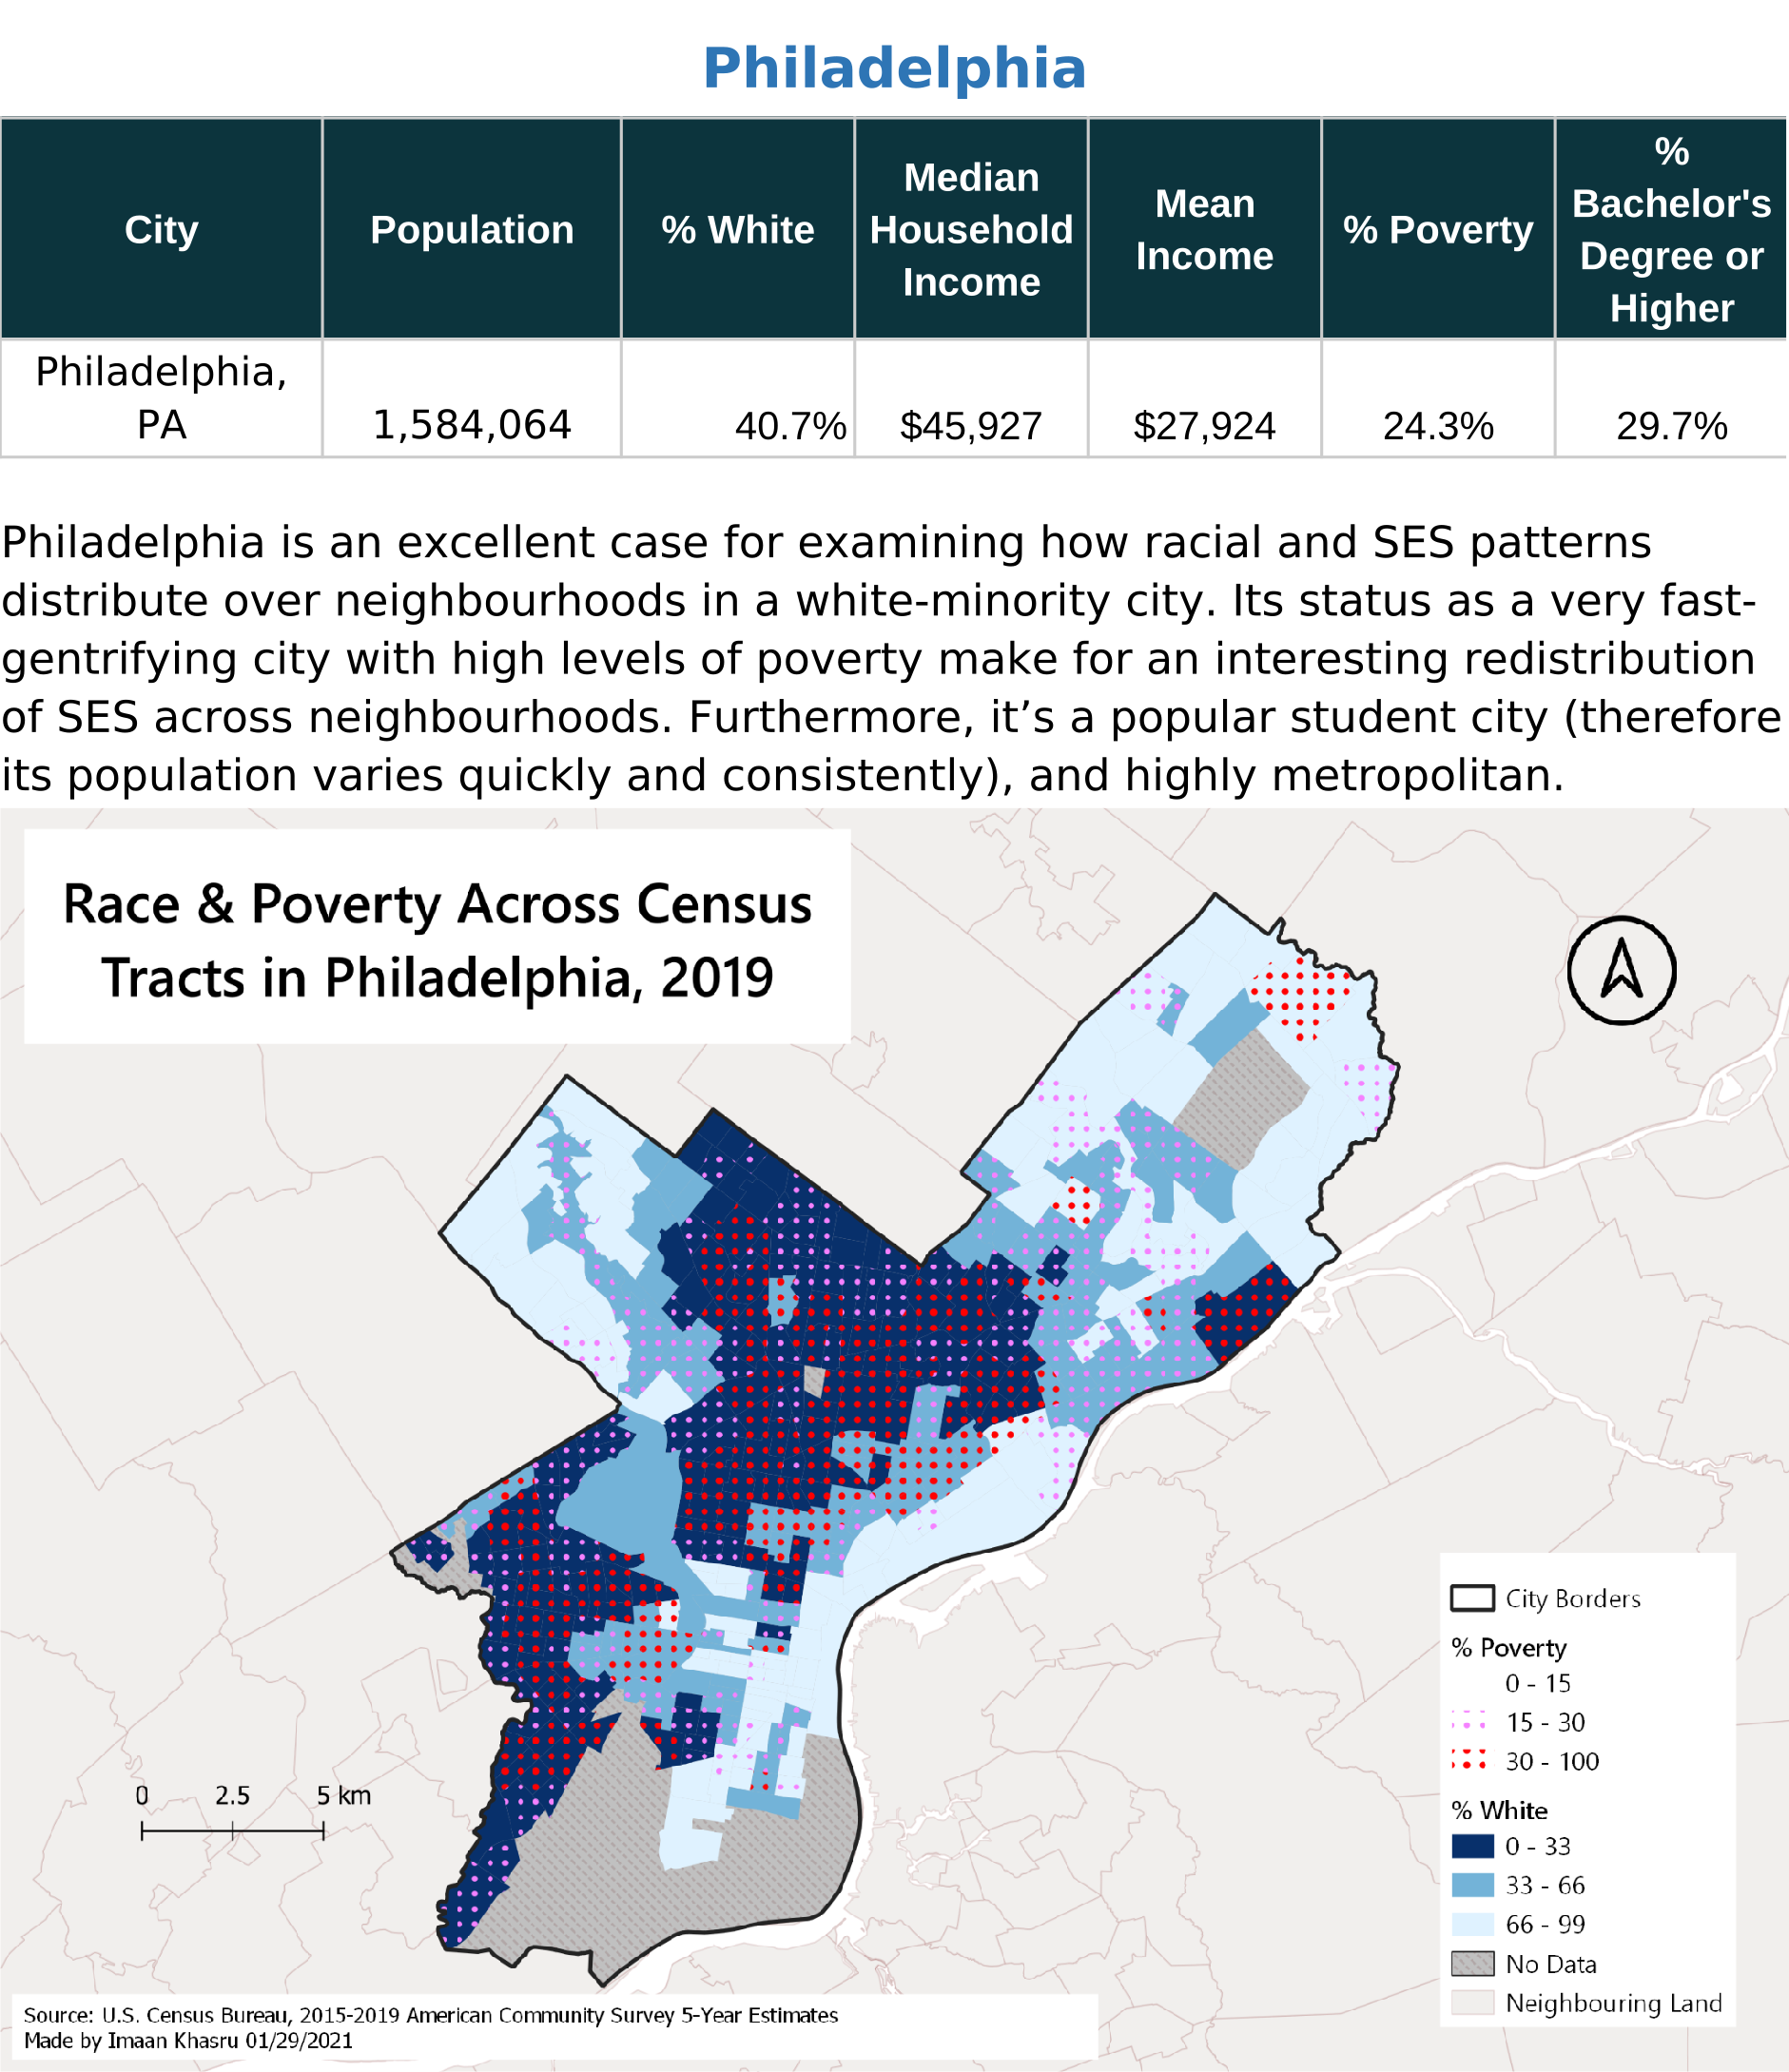 Philadelphia
City
Population
% White
Median
Household
Income
Mean
Income
% Poverty
%
Bachelor's
Degree or
Higher
Philadelphia,
PA
1,584,064
40.7%
$45,927
$27,924
24.3%
29.7%
Philadelphia is an excellent case for examining how racial and SES patterns
distribute over neighbourhoods in a white-minority city. Its status as a very fast-
gentrifying city with high levels of poverty make for an interesting redistribution
of SES across neighbourhoods. Furthermore, it’s a popular student city (therefore
its population varies quickly and consistently), and highly metropolitan.
Race & Poverty Across Census
Tracts in Philadelphia, 2019
City Borders
% Poverty
0 - 15
15 - 30
30 - 100
% White
0 - 33
33 - 66
66 - 99
No Data
Neighbouring Land
0 2.5 5 km
Source: U.S. Census Bureau, 2015-2019 American Community Survey 5-Year Estimates
Made by Imaan Khasru 01/29/2021